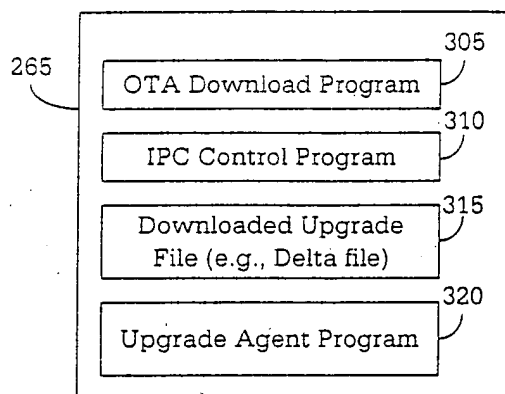 265
305
OTA Download Program
310
IPC Control Program
315
Downloaded Upgrade
File (e.g., Delta file)
320
Upgrade Agent Program